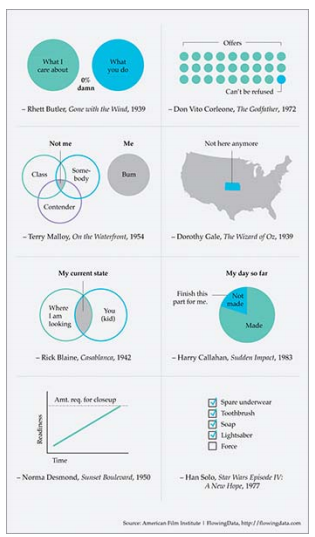 What I
care about
0%
damn
What
you do
– Rhett Butler, Gone with the Wind, 1939
Offers
Can't be refused
– Don Vito Corleone, The Godfather, 1972
Not me
Me
Class
Some-
body
Contender
Bum
– Terry Malloy, On the Waterfront, 1954
Not here anymore
– Dorothy Gale, The Wizard of Oz, 1939
My current state
Where
I am
looking
You
(kid)
– Rick Blaine, Casablanca, 1942
My day so far
Finish this
part for me.
Not
made
Made
– Harry Callahan, Sudden Impact, 1983
Amt. req. for closeup
Readiness
Time
– Norma Desmond, Sunset Boulevard, 1950
Spare underwear
Toothbrush
Soap
Lightsaber
Force
– Han Solo, Star Wars Episode IV:
A New Hope, 1977
Source: American Film Institute | FlowingData, http://flowingdata.com